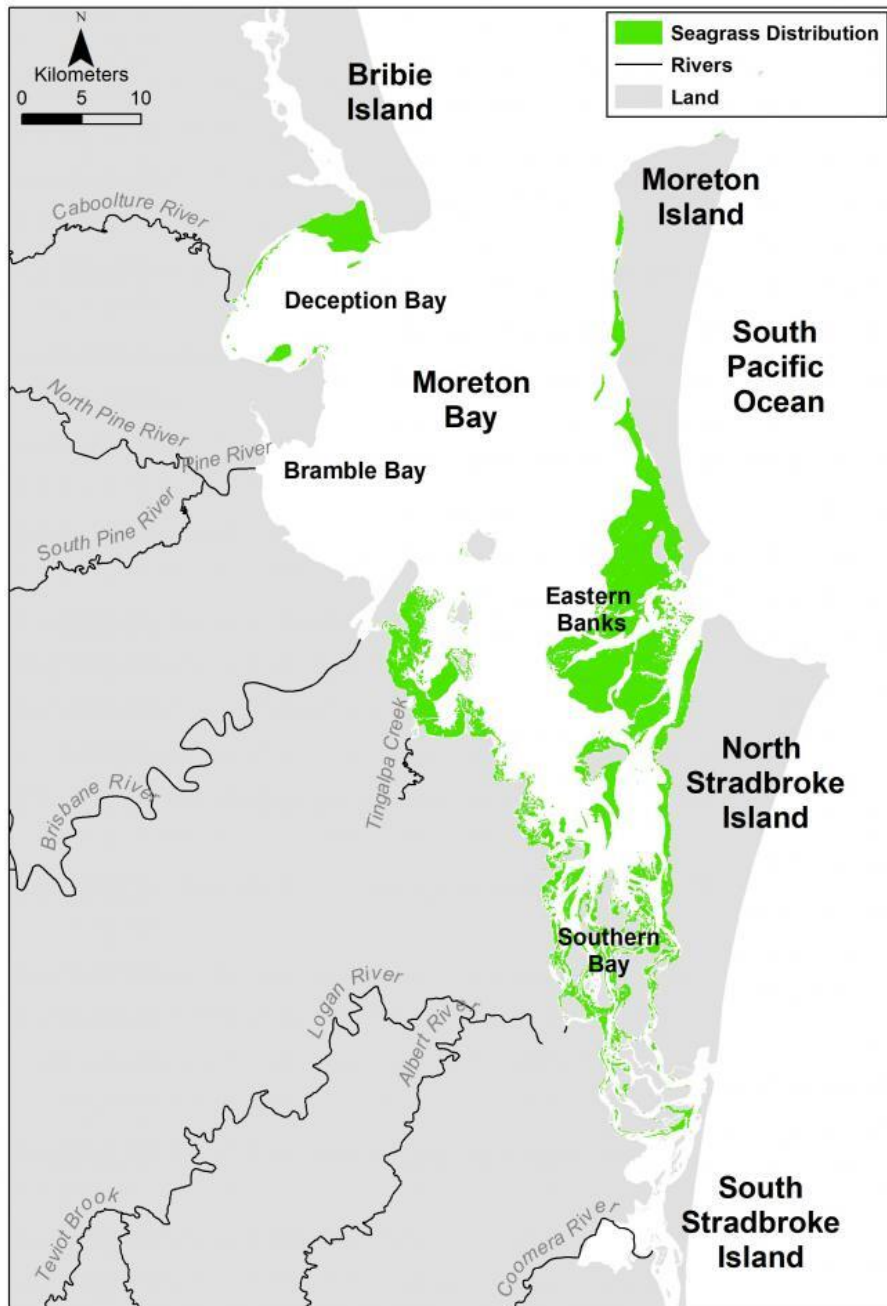 N
Kilometers
0 5 10
Seagrass Distribution
Rivers
Land
Bribie
Island
Moreton
Island
Caboolture River
Deception Bay
South
Pacific
Ocean
Moreton
Bay
North Pine River
Pine River
Bramble Bay
South Pine River
Eastern
Banks
Tingalpa Creek
North
Stradbroke
Island
Brisbane River
Southern
Bay
Logan River
Albert River
South
Stradbroke
Island
Teviot Brook
Coomera River